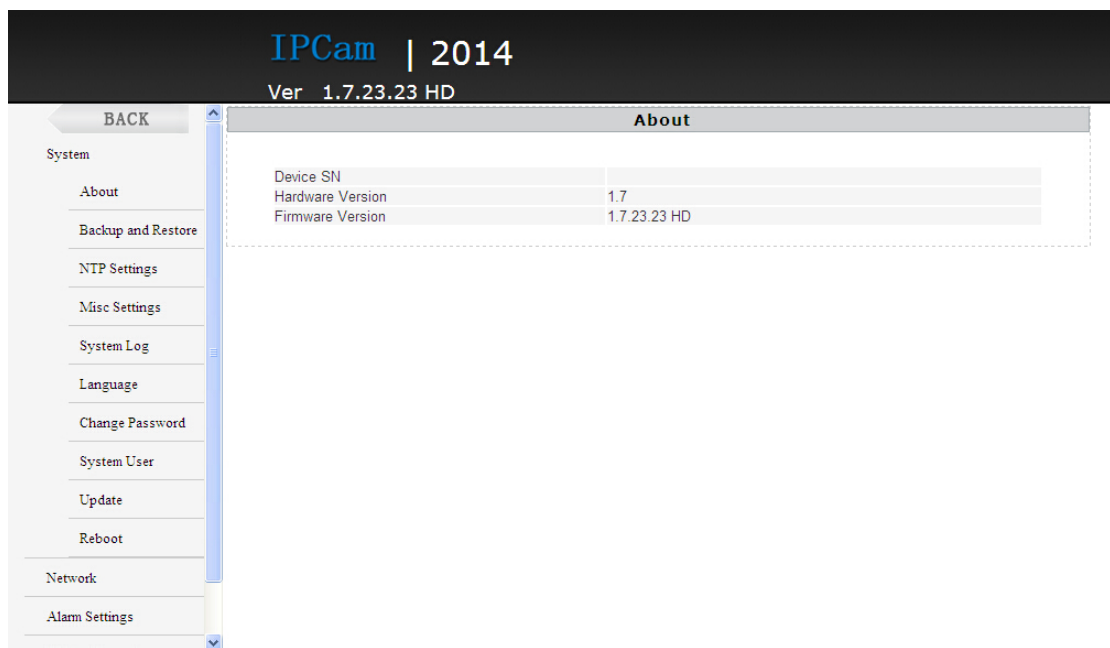 IPCam | 2014
Ver 1.7.23.23 HD
BACK
System
About
Backup and Restore
NTP Settings
Misc Settings
System Log
Language
Change Password
System User
Update
Reboot
Network
Alarm Settings
About
Device SN
Hardware Version 1.7
Firmware Version 1.7.23.23 HD